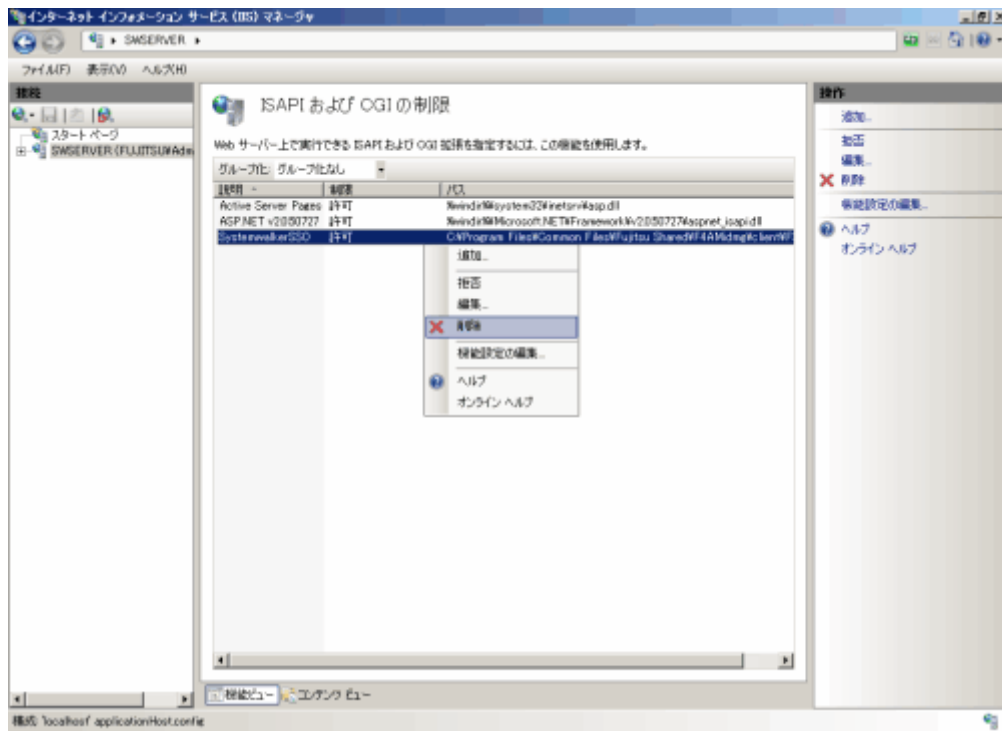 インターネット インフォメーション サービス (IIS) マネージャ
SWSERVER
ファイル(F) 表示(V) ヘルプ(H)
接続
スタート ページ
SWSERVER (FUJITSU¥Adm
ISAPI および CGI の制限
Web サーバー上で実行できる ISAPI および CGI 拡張を指定するには、この機能を使用します。
グループ化: グループ化なし
説明 制限 パス
Active Server Pages 許可 %windir%¥system32¥inetsrv¥asp.dll
ASP.NET v2.0.50727 許可 %windir%¥Microsoft.NET¥Framework¥v2.0.50727¥aspnet_isapi.dll
SystemwalkerSSO 許可 C:¥Program Files¥Common Files¥Fujitsu Shared¥F4AMidmg¥client¥F
追加...
拒否
編集...
削除
機能設定の編集...
ヘルプ
オンライン ヘルプ
機能ビュー コンテンツ ビュー
操作
追加...
拒否
編集...
削除
機能設定の編集...
ヘルプ
オンライン ヘルプ
構成: 'localhost' applicationHost.config